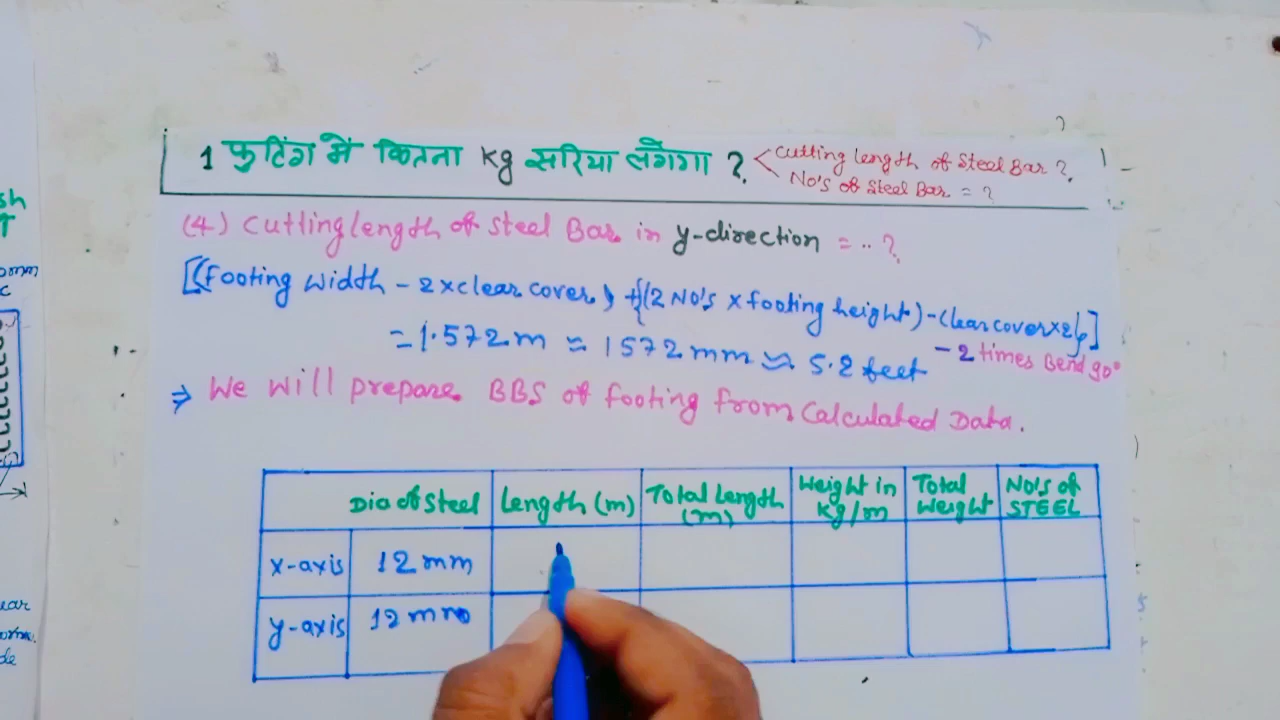 1 फुटिंग में कितना kg सरिया लगेगा ?
Cutting length of Steel Bar ?
No's of Steel Bar = ?
(4) Cutting length of Steel Bar in y-direction = .. ?
[(Footing width - 2 x clear cover) + {(2 No's x footing height) - clear cover x 2}]
= 1.572 m ≈ 1572 mm ≈ 5.2 feet
- 2 times Bend 90°
⇒ We will prepare BBS of footing from Calculated Data.
Dia of Steel Length (m) Total Length (m) Weight in kg/m Total Weight No's of STEEL
x-axis 12 mm
y-axis 12 mm